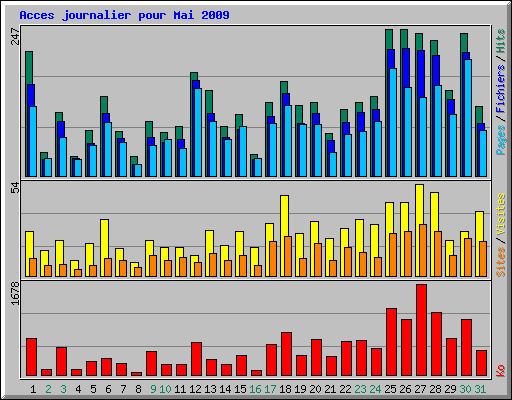 Acces journalier pour Mai 2009
247
54
1678
Pages / Fichiers / Hits
Sites / Visites
Ko
1 2 3 4 5 6 7 8 9 10 11 12 13 14 15 16 17 18 19 20 21 22 23 24 25 26 27 28 29 30 31